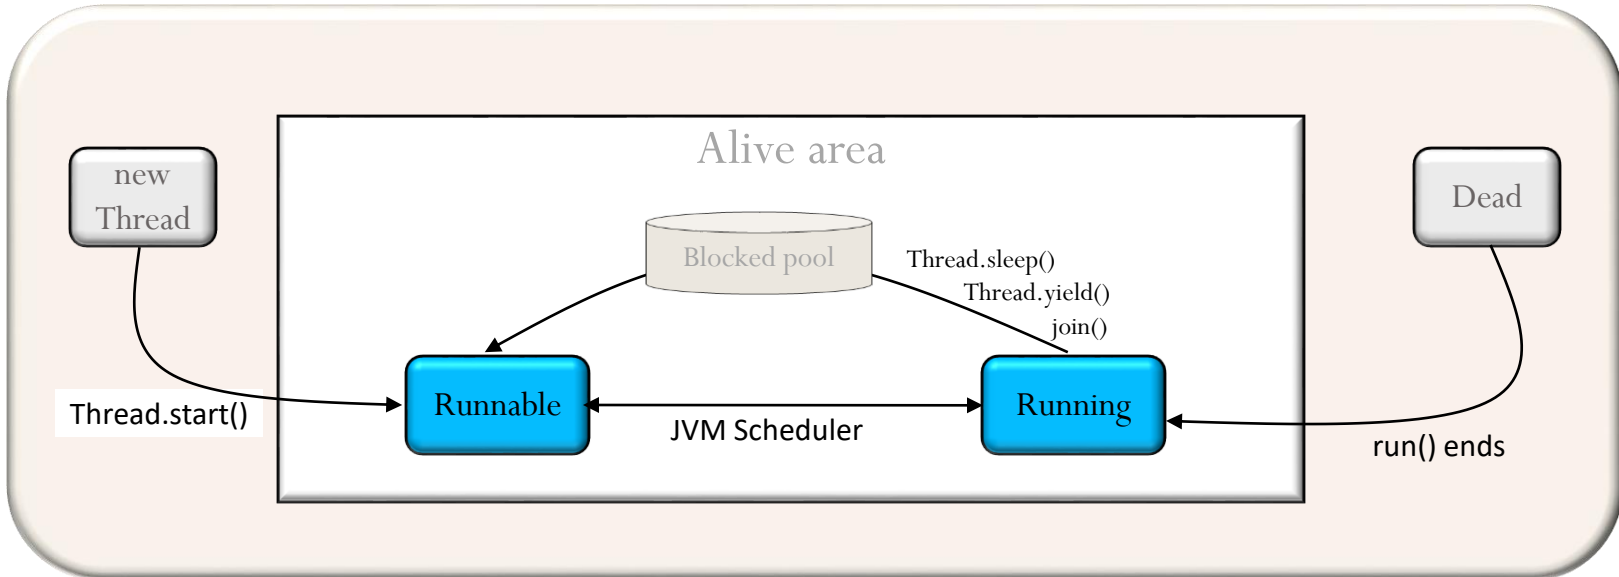 Alive area
new
Thread
Dead
Blocked pool
Thread.sleep()
Thread.yield()
join()
Runnable
Running
Thread.start()
JVM Scheduler
run() ends